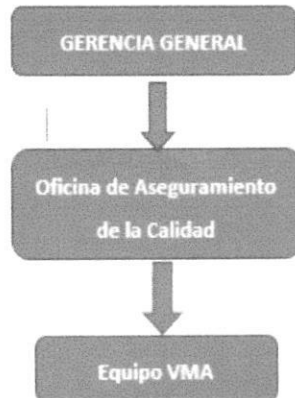 GERENCIA GENERAL
Oficina de Aseguramiento
de la Calidad
Equipo VMA